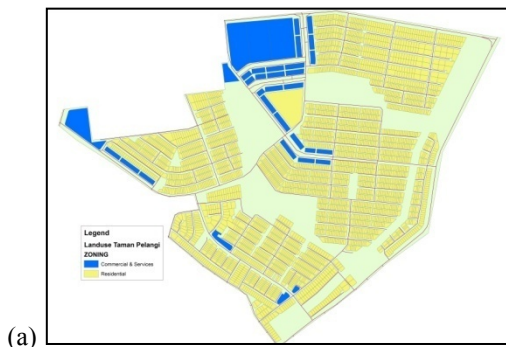 Legend
Landuse Taman Pelangi
ZONING
Commercial & Services
Residential
(a)